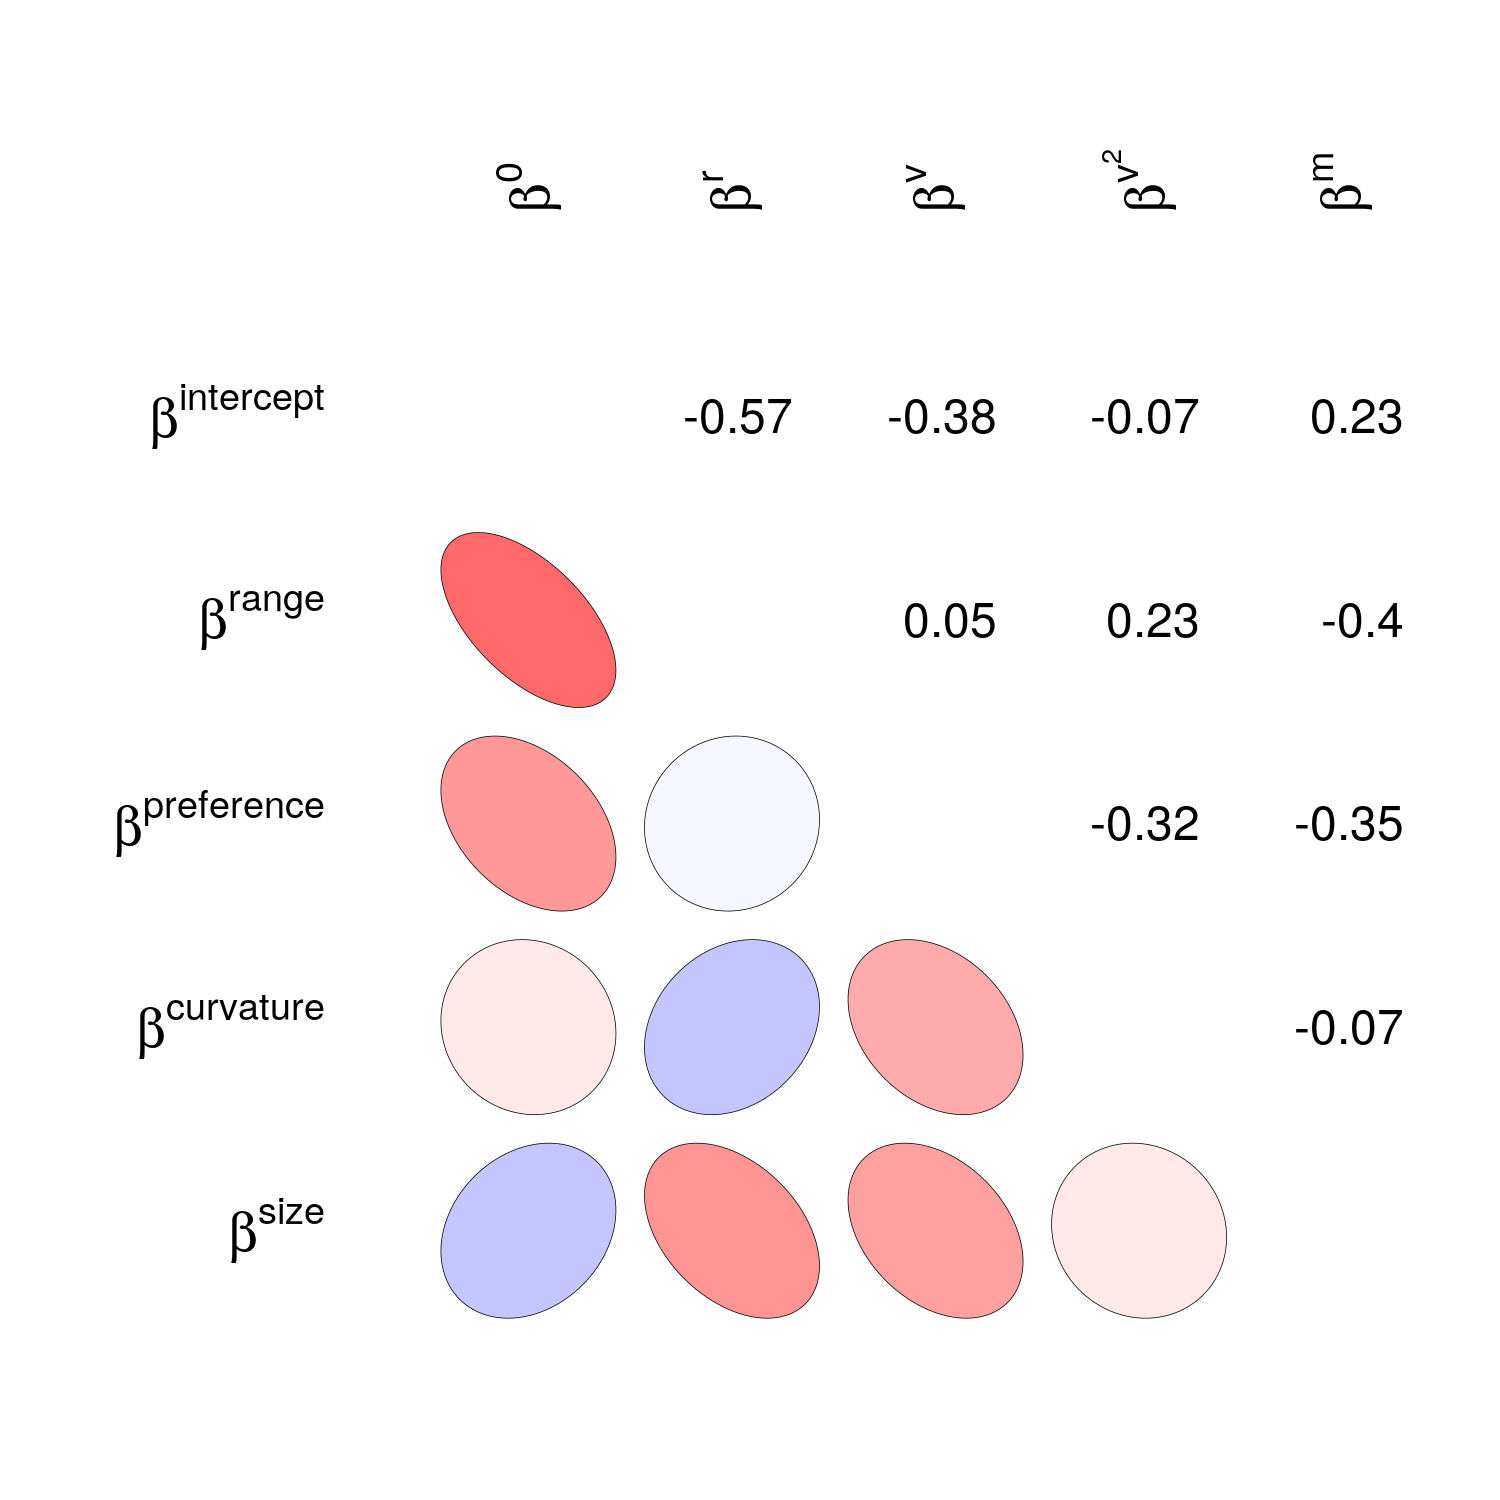 β⁰ βʳ βᵛ βᵛ² βᵐ
βintercept -0.57 -0.38 -0.07 0.23
βrange 0.05 0.23 -0.4
βpreference -0.32 -0.35
βcurvature -0.07
βsize